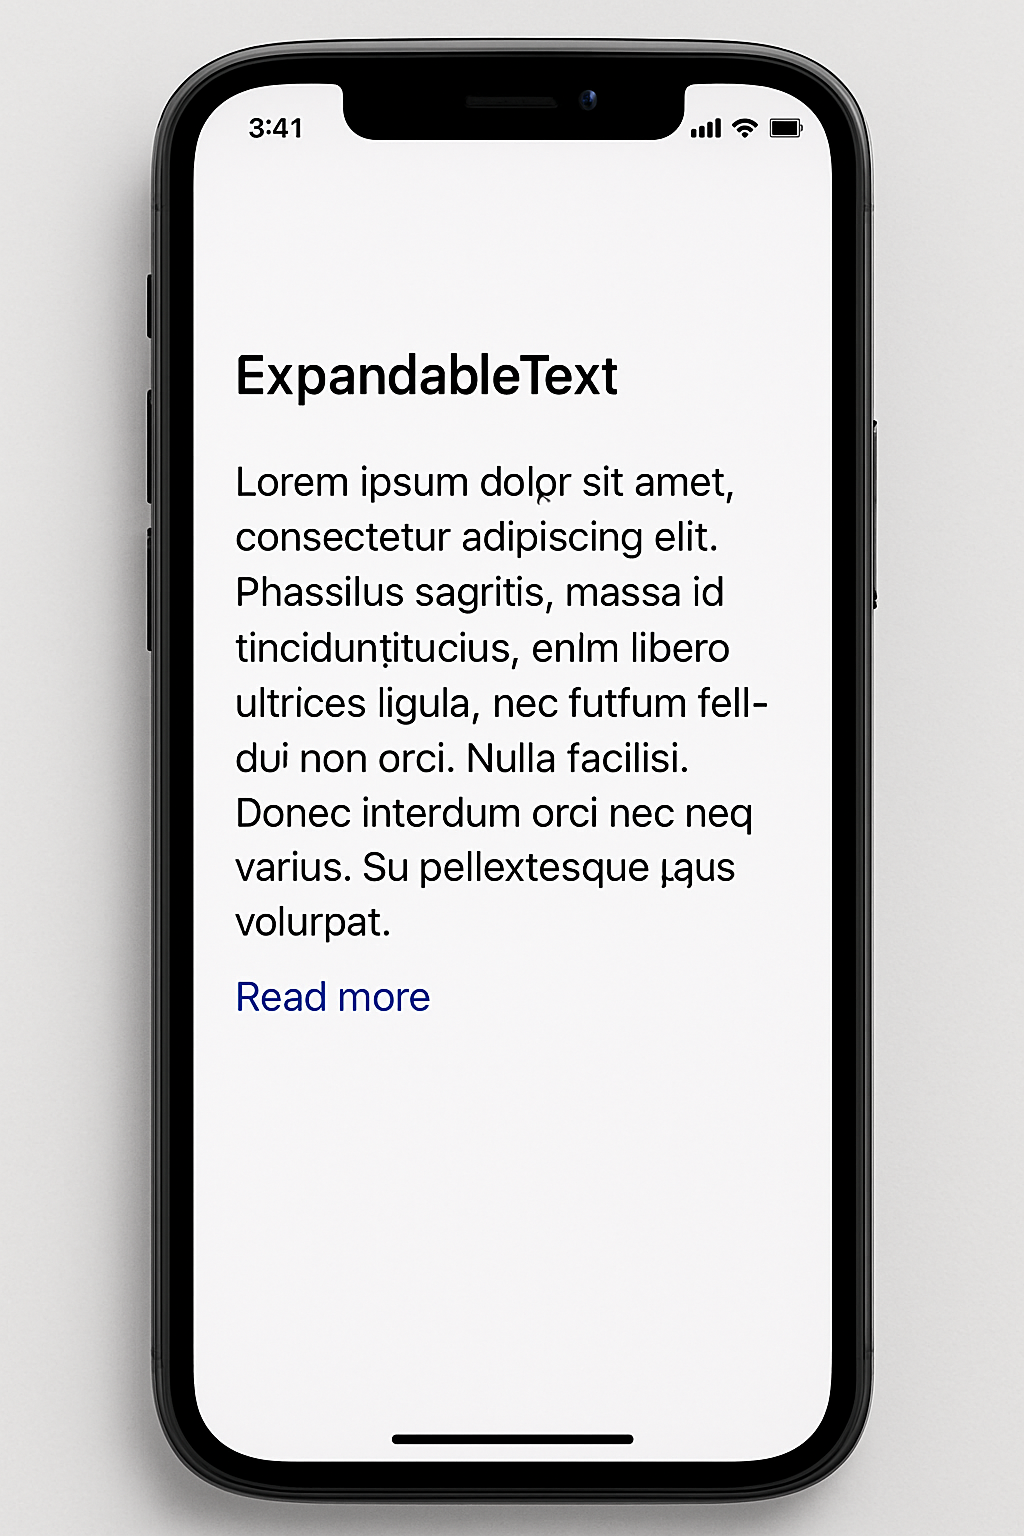 3:41
ExpandableText
Lorem ipsum dolor sit amet,
consectetur adipiscing elit.
Phassilus sagritis, massa id
tinciduntitucius, enim libero
ultrices ligula, nec futfum fell-
dui non orci. Nulla facilisi.
Donec interdum orci nec neq
varius. Su pellextesque
volurpat.
Read more